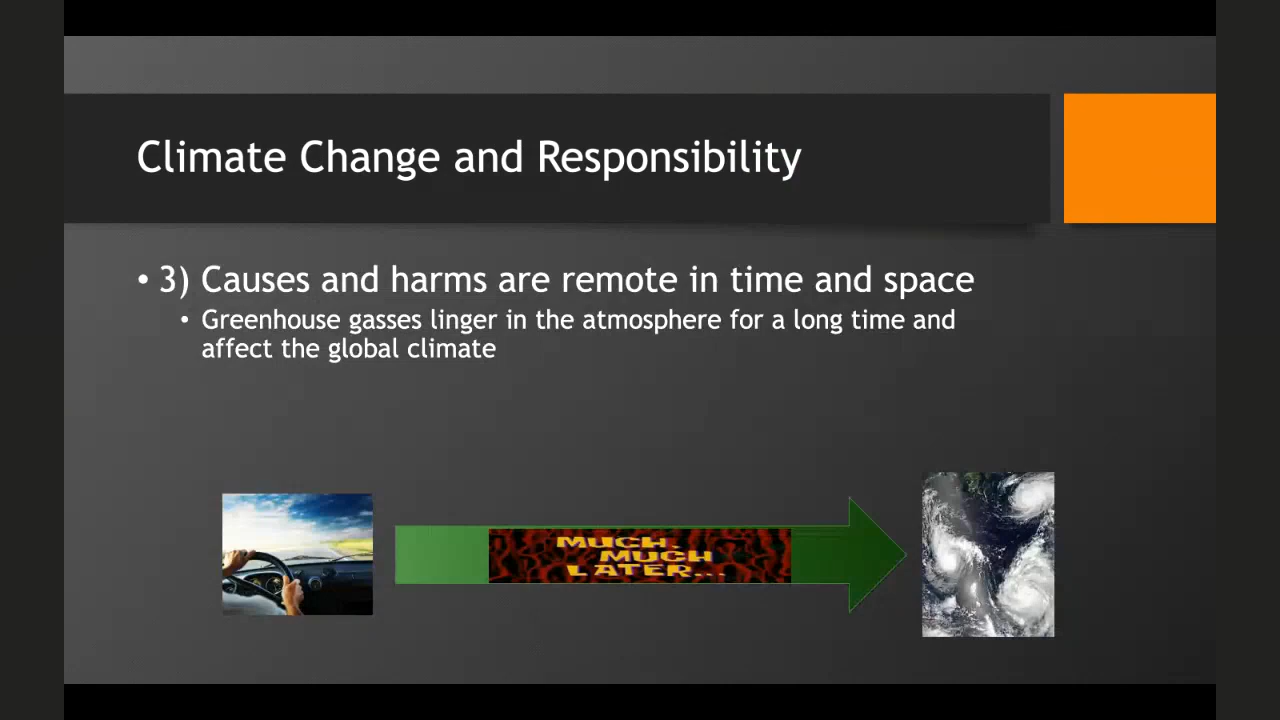 Climate Change and Responsibility
• 3) Causes and harms are remote in time and space
• Greenhouse gasses linger in the atmosphere for a long time and
affect the global climate
MUCH,
MUCH
LATER...